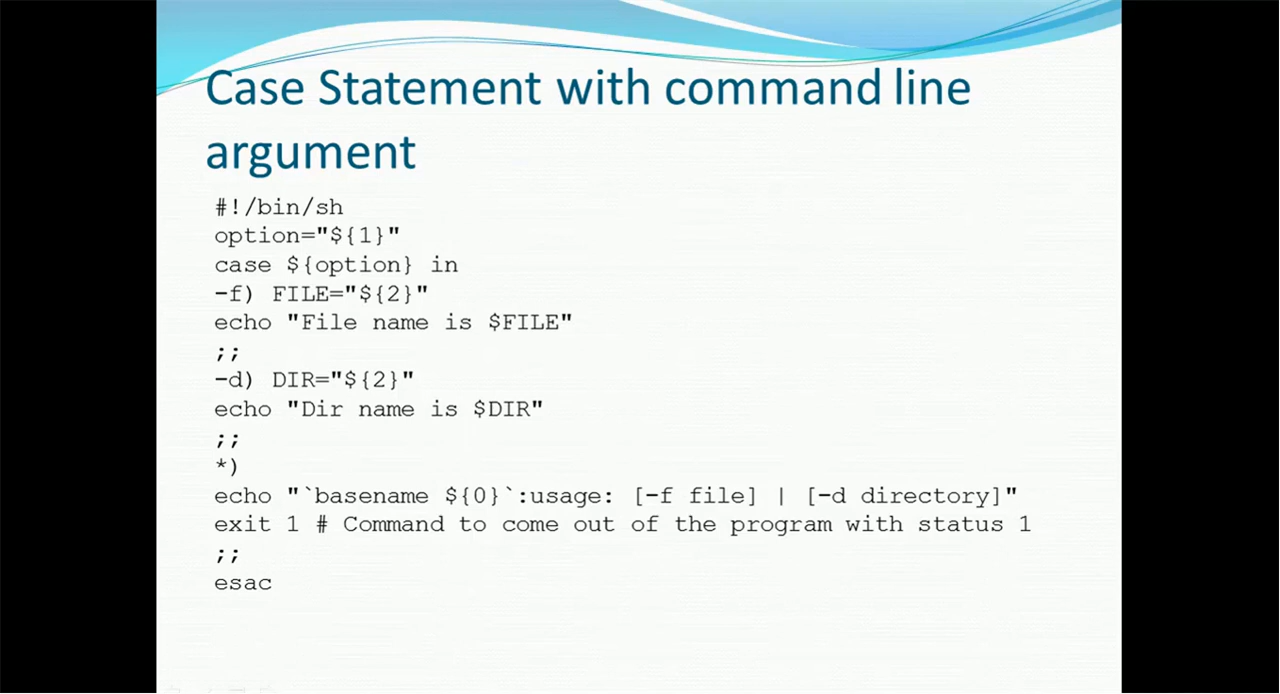 Case Statement with command line
argument
#!/bin/sh
option="${1}"
case ${option} in
-f) FILE="${2}"
echo "File name is $FILE"
;;
-d) DIR="${2}"
echo "Dir name is $DIR"
;;
*)
echo "`basename ${0}`:usage: [-f file] | [-d directory]"
exit 1 # Command to come out of the program with status 1
;;
esac